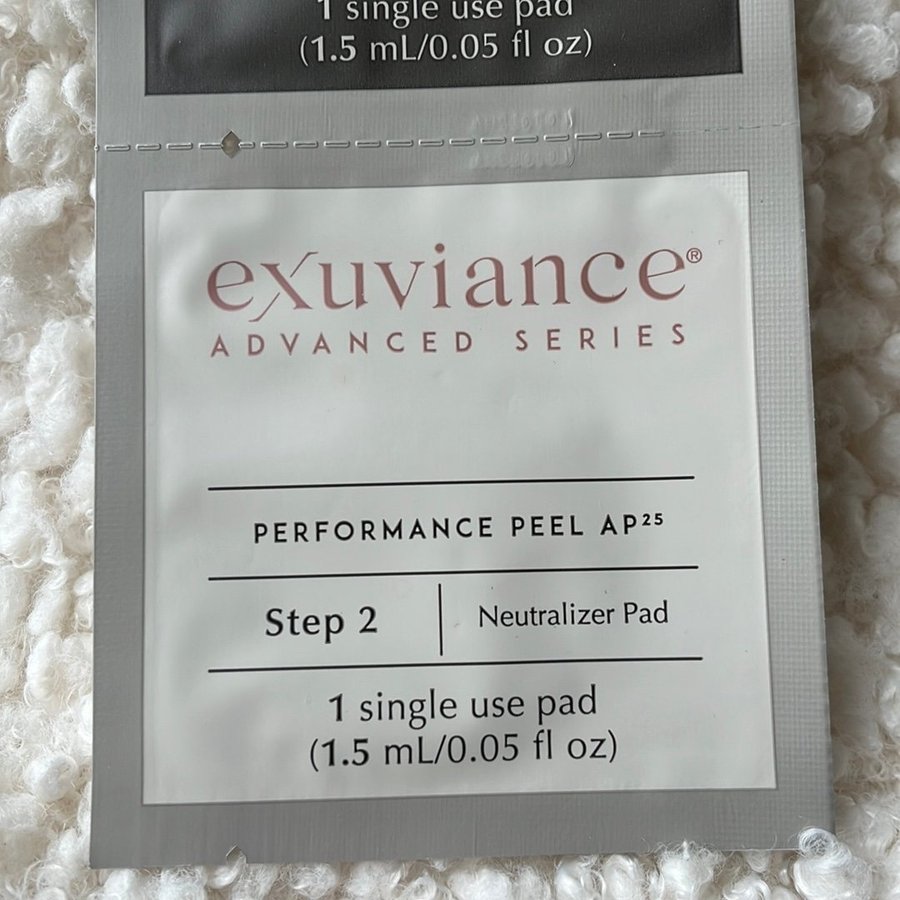 1 single use pad
(1.5 mL/0.05 fl oz)
exuviance®
ADVANCED SERIES
PERFORMANCE PEEL AP²⁵
Step 2
Neutralizer Pad
1 single use pad
(1.5 mL/0.05 fl oz)